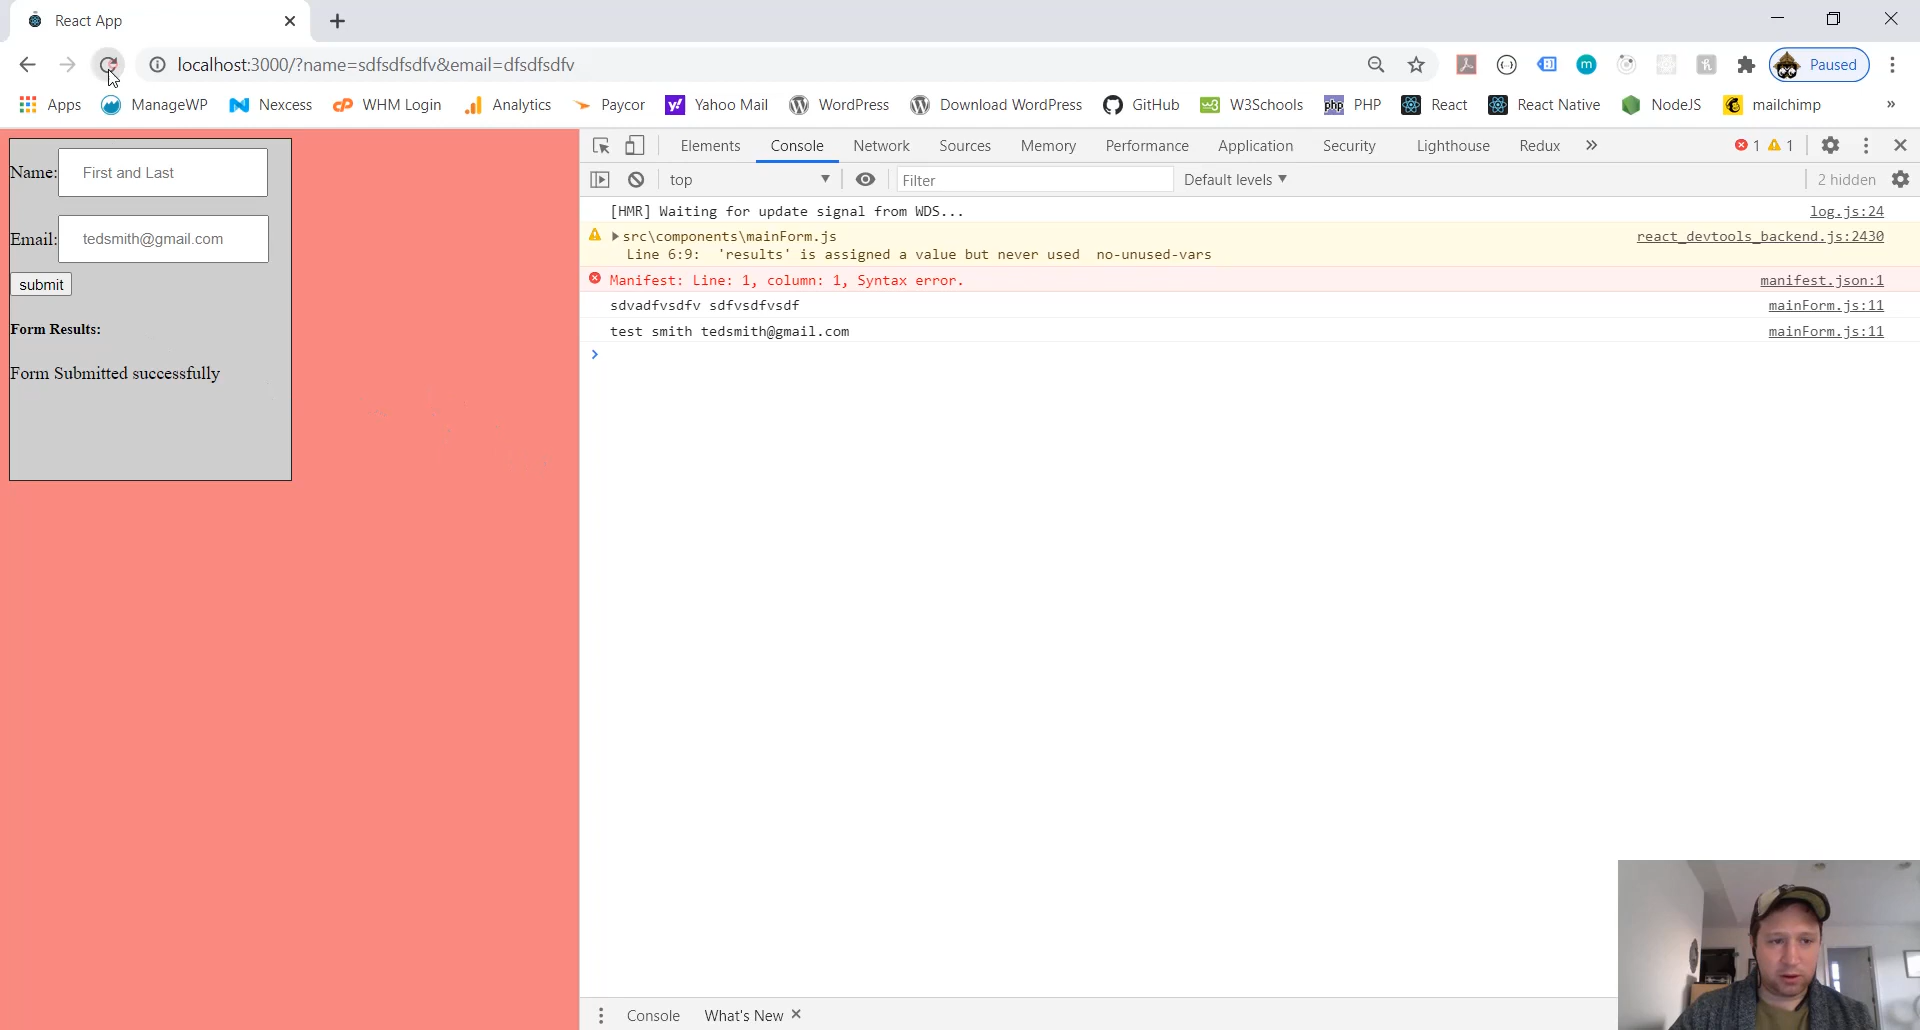 React App
localhost:3000/?name=sdfsdfsdfv&email=dfsdfsdfv
Paused
Apps ManageWP Nexcess WHM Login Analytics Paycor Yahoo Mail WordPress Download WordPress GitHub W3Schools PHP React React Native NodeJS mailchimp »
Elements Console Network Sources Memory Performance Application Security Lighthouse Redux » 1 1
top Filter Default levels 2 hidden
Name: First and Last
Email: tedsmith@gmail.com
submit
Form Results:
Form Submitted successfully
[HMR] Waiting for update signal from WDS... log.js:24
src\components\mainForm.js react_devtools_backend.js:2430
Line 6:9: 'results' is assigned a value but never used no-unused-vars
Manifest: Line: 1, column: 1, Syntax error. manifest.json:1
sdvadfvsdfv sdfvsdfvsdf mainForm.js:11
test smith tedsmith@gmail.com mainForm.js:11
Console What's New